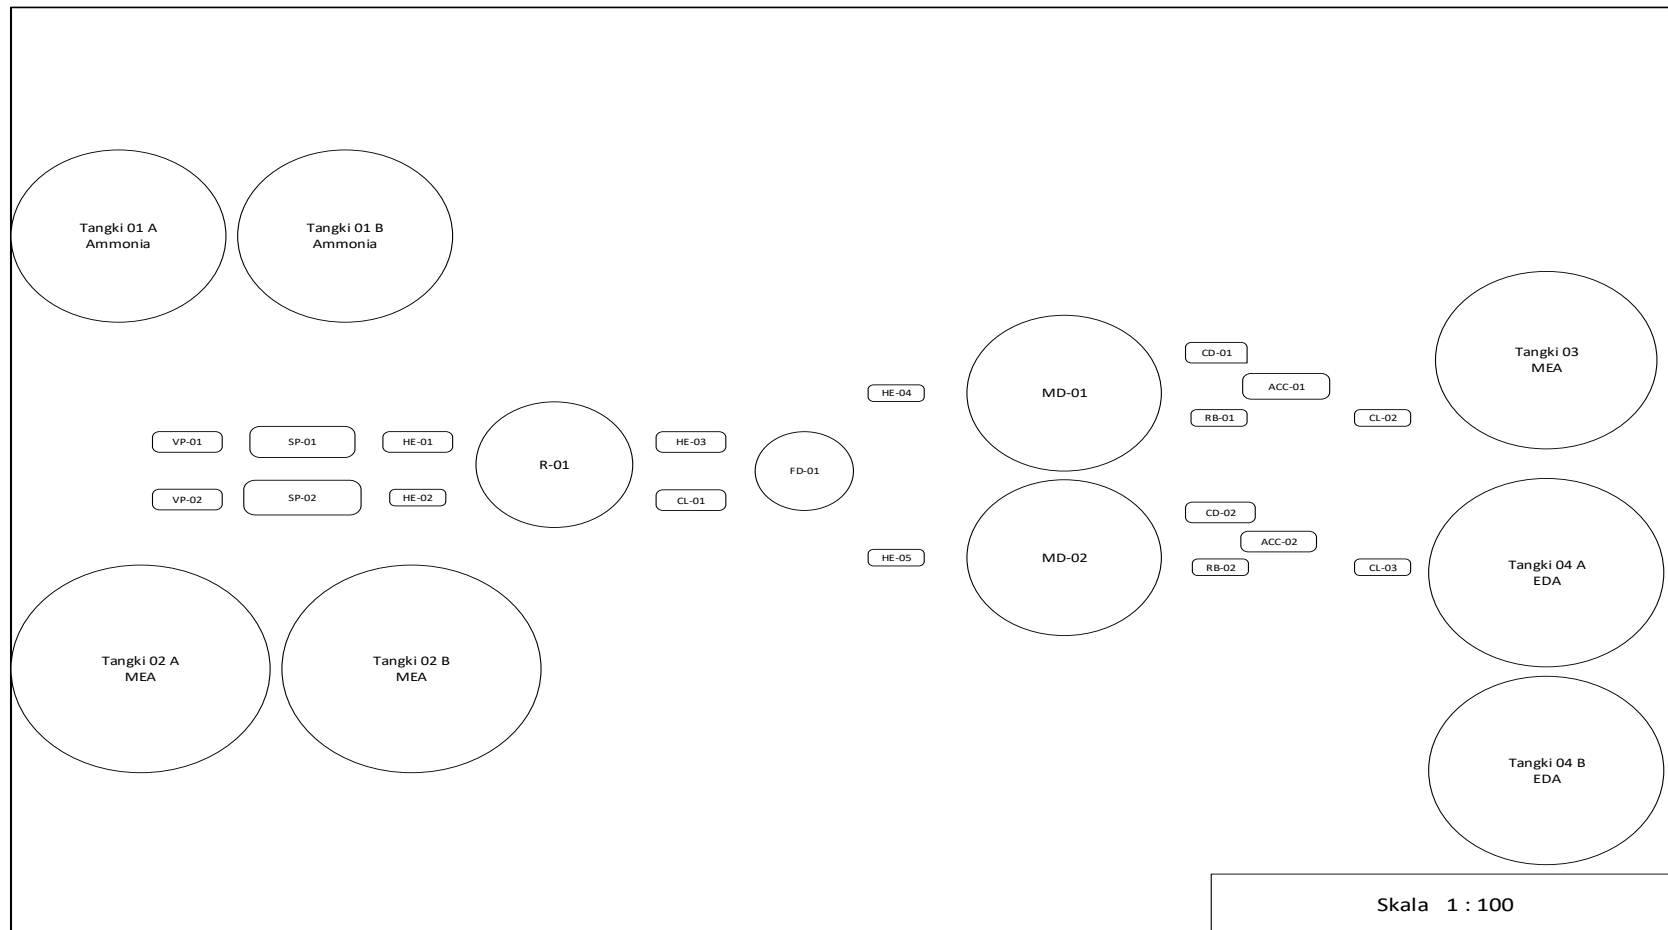 Tangki 01 A
Ammonia
Tangki 01 B
Ammonia
Tangki 03
MEA
CD-01
ACC-01
HE-04
MD-01
RB-01
CL-02
VP-01
SP-01
HE-01
R-01
HE-03
FD-01
VP-02
SP-02
HE-02
CL-01
CD-02
ACC-02
HE-05
MD-02
RB-02
CL-03
Tangki 04 A
EDA
Tangki 02 A
MEA
Tangki 02 B
MEA
Tangki 04 B
EDA
Skala 1 : 100